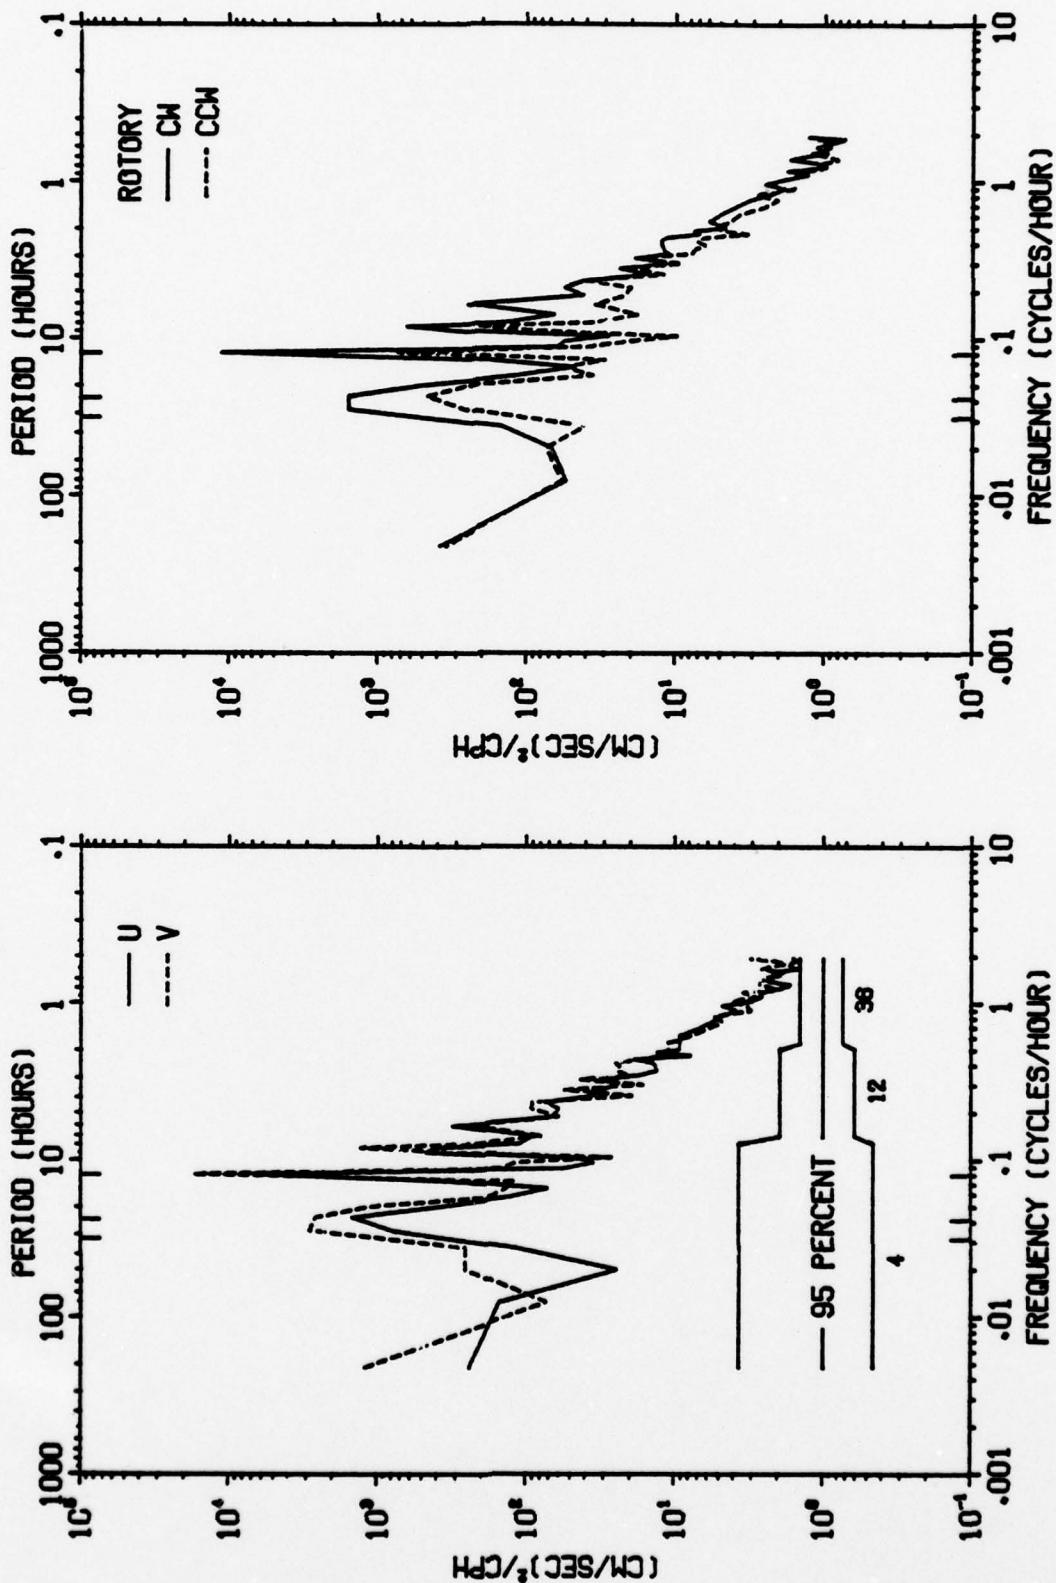 PERIOD (HOURS)
1000 100 10 1 .1
10⁵
10⁴
10³
10²
10¹
10⁰
10⁻¹
(CM/SEC)²/CPH
U
V
95 PERCENT
4
12
36
.001 .01 .1 1 10
FREQUENCY (CYCLES/HOUR)
PERIOD (HOURS)
1000 100 10 1 .1
10⁵
10⁴
10³
10²
10¹
10⁰
10⁻¹
(CM/SEC)²/CPH
ROTORY
CW
CCW
.001 .01 .1 1 10
FREQUENCY (CYCLES/HOUR)